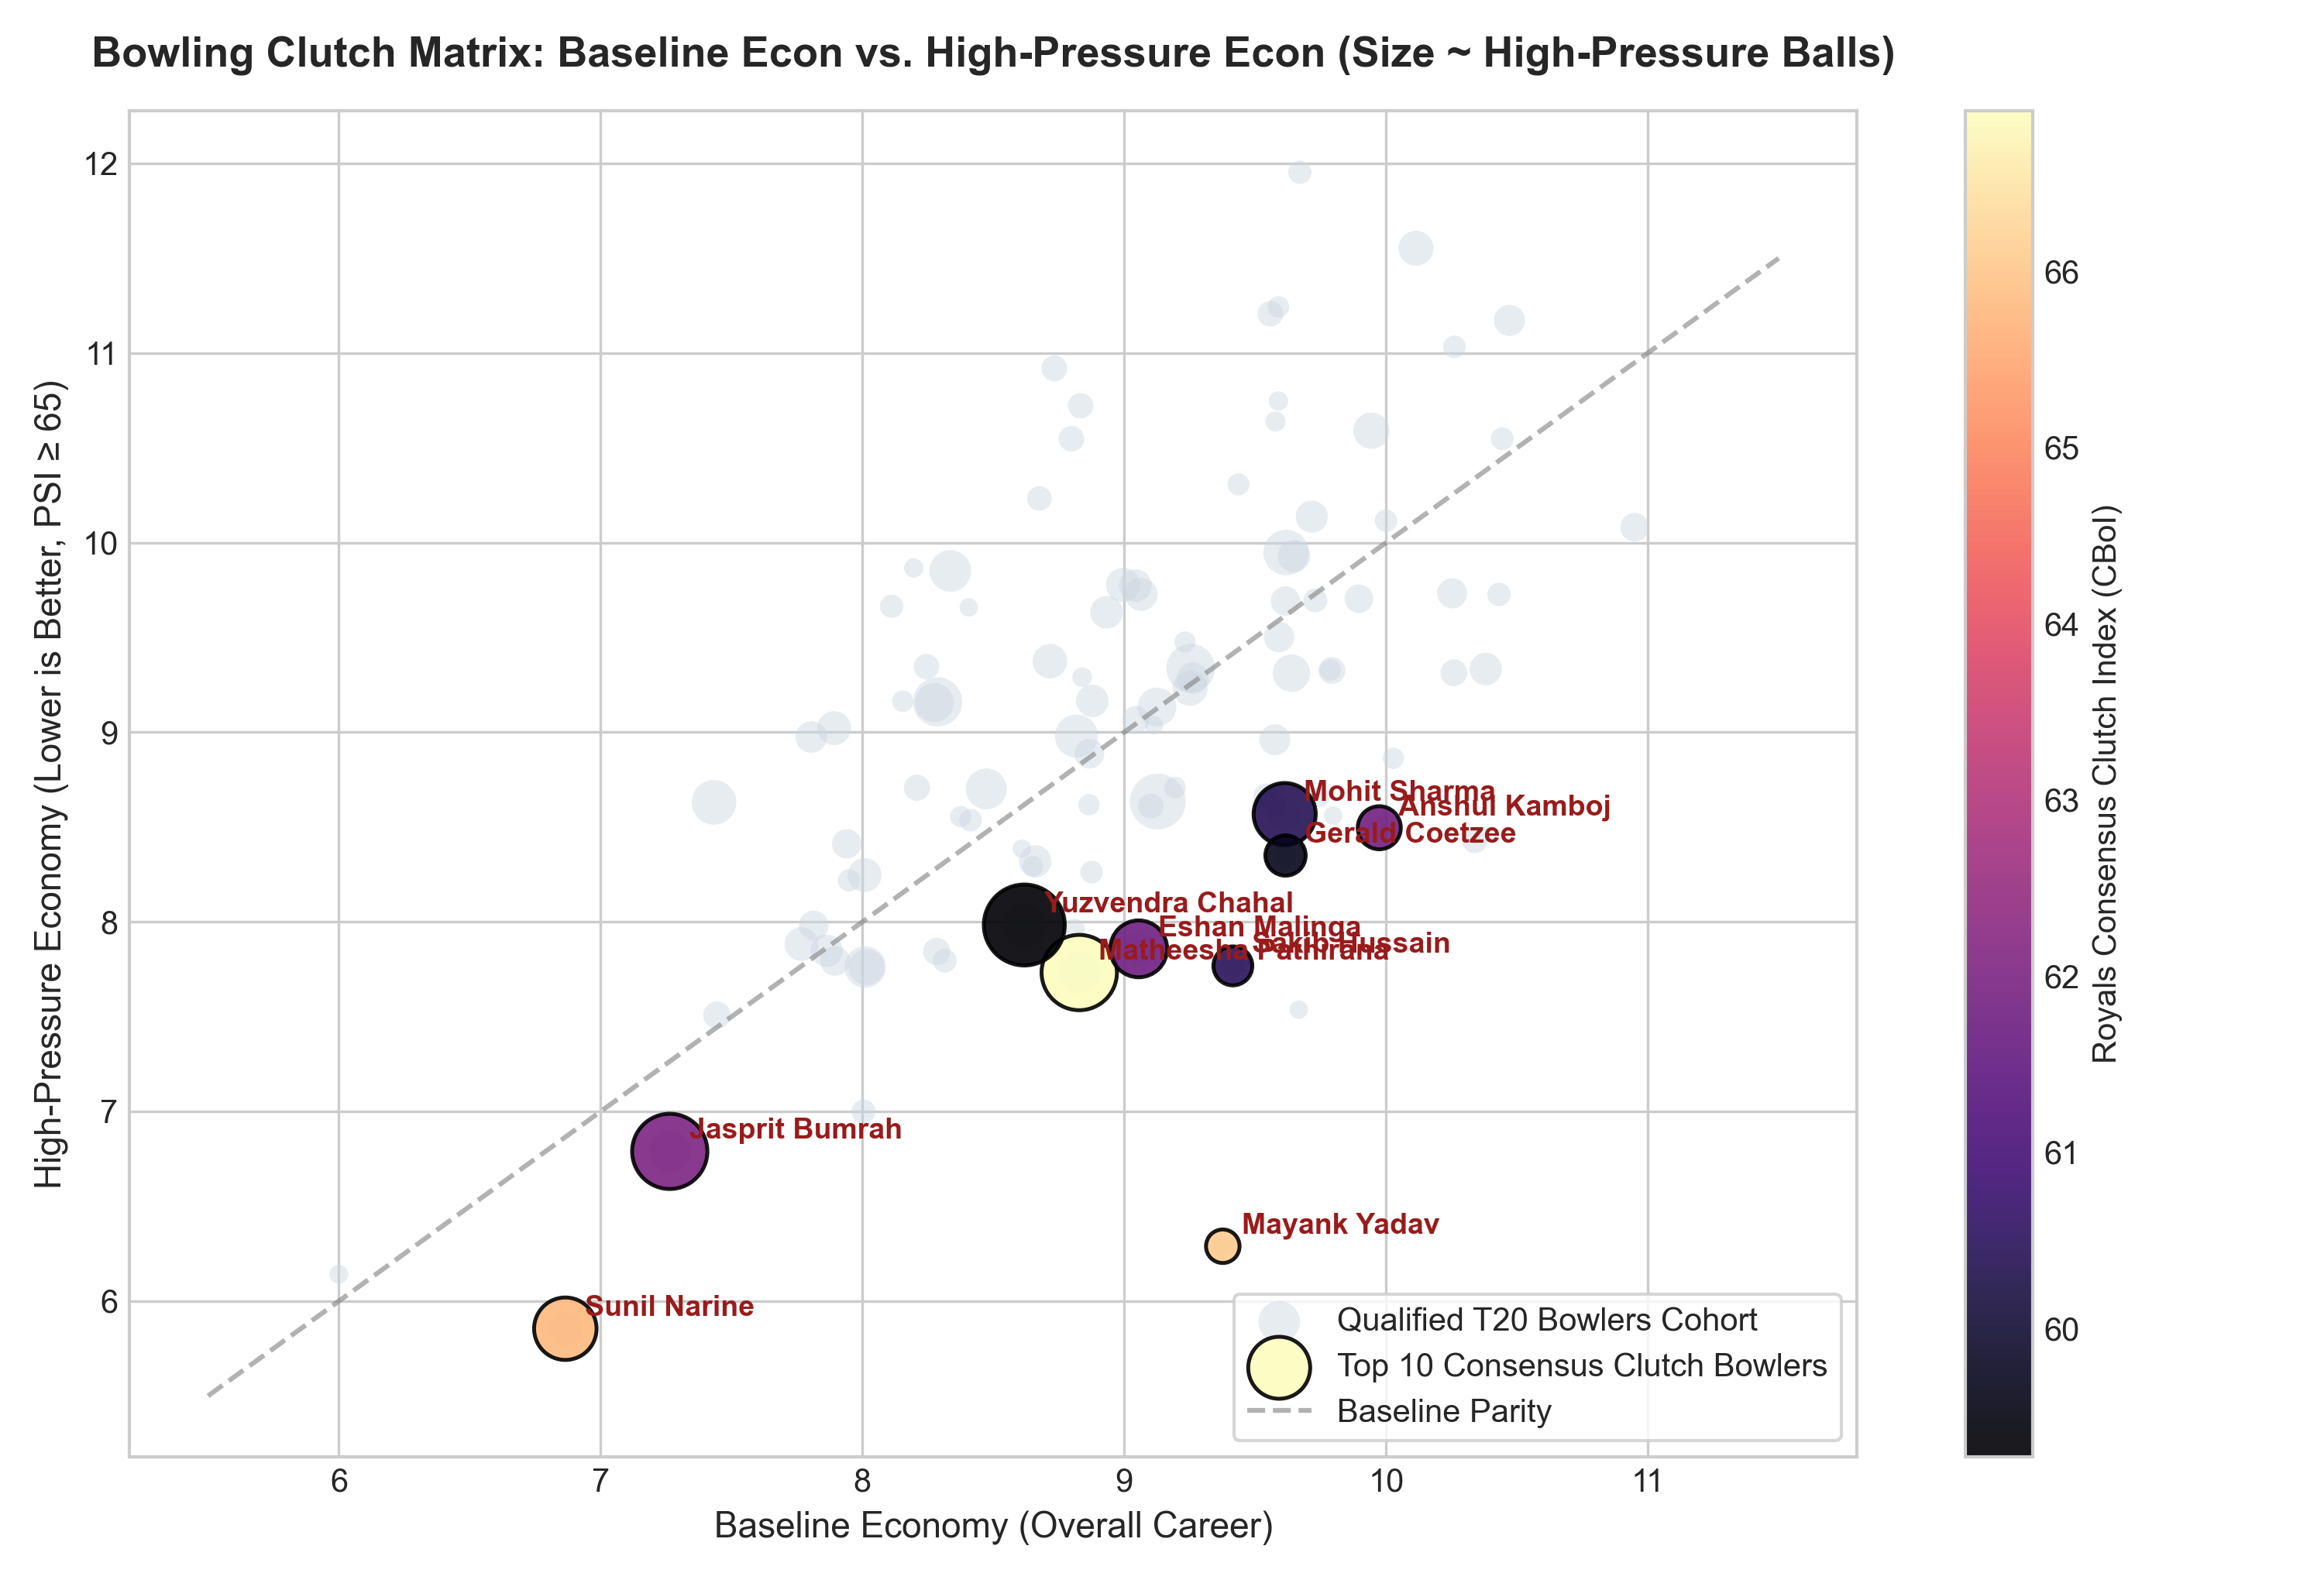 Bowling Clutch Matrix: Baseline Econ vs. High-Pressure Econ (Size ~ High-Pressure Balls)
High-Pressure Economy (Lower is Better, PSI ≥ 65)
12
11
10
9
8
7
6
Mohit Sharma
Anshul Kamboj
Gerald Coetzee
Yuzvendra Chahal
Eshan Malinga
Sakib Hussain
Matheesha Pathirana
Jasprit Bumrah
Mayank Yadav
Sunil Narine
Qualified T20 Bowlers Cohort
Top 10 Consensus Clutch Bowlers
Baseline Parity
6
7
8
9
10
11
Baseline Economy (Overall Career)
66
65
64
63
62
61
60
Royals Consensus Clutch Index (CBoI)